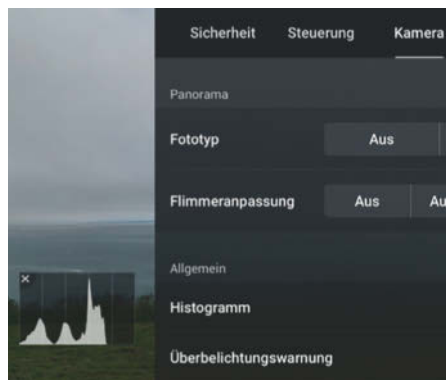 Sicherheit Steuerung Kamera
Panorama
Fototyp Aus
Flimmeranpassung Aus
Allgemein
Histogramm
Überbelichtungswarnung